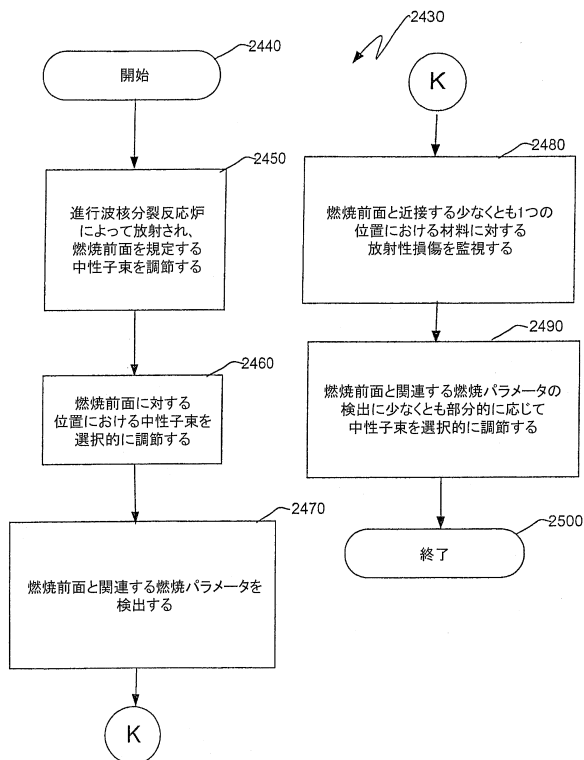 2440
開始
2450
進行波核分裂反応炉
によって放射され、
燃焼前面を規定する
中性子束を調節する
2460
燃焼前面に対する
位置における中性子束を
選択的に調節する
2470
燃焼前面と関連する燃焼パラメータを
検出する
K
2430
K
2480
燃焼前面と近接する少なくとも1つの
位置における材料に対する
放射性損傷を監視する
2490
燃焼前面と関連する燃焼パラメータの
検出に少なくとも部分的に応じて
中性子束を選択的に調節する
2500
終了